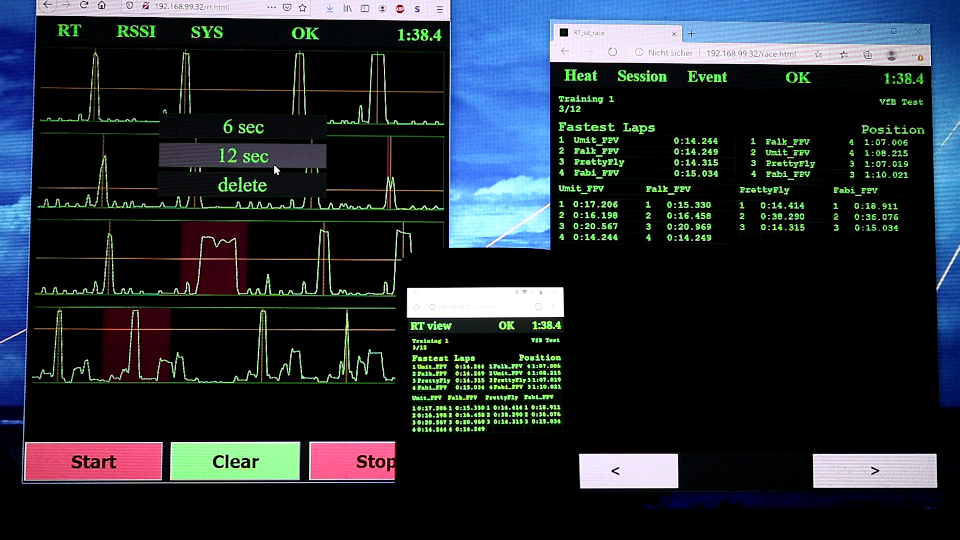 192.168.99.32/rt.html
RT RSSI SYS OK 1:38.4
6 sec
12 sec
delete
Start Clear Stop
RT_sd_race
Nicht sicher 192.168.99.32/race.html
Heat Session Event OK 1:38.4
Training 1
VfB Test
3/12
Fastest Laps Position
1 Umit_FPV 0:14.244 1 Falk_FPV 4 1:07.006
2 Falk_FPV 0:14.249 2 Umit_FPV 4 1:08.215
3 PrettyFly 0:14.315 3 PrettyFly 3 1:07.019
4 Fabi_FPV 0:15.034 4 Fabi_FPV 3 1:10.021
Umit_FPV Falk_FPV PrettyFly Fabi_FPV
1 0:17.206 1 0:15.330 1 0:14.414 1 0:18.911
2 0:16.198 2 0:16.458 2 0:38.290 2 0:36.076
3 0:20.567 3 0:20.969 3 0:14.315 3 0:15.034
4 0:14.244 4 0:14.249
< >
RT view OK 1:38.4
Training 1 VfB Test
3/12
Fastest Laps Position
1 Umit_FPV 0:14.244 1 Falk_FPV 4 1:07.006
2 Falk_FPV 0:14.249 2 Umit_FPV 4 1:08.215
3 PrettyFly 0:14.315 3 PrettyFly 3 1:07.019
4 Fabi_FPV 0:15.034 4 Fabi_FPV 3 1:10.021
Umit_FPV Falk_FPV PrettyFly Fabi_FPV
1 0:17.206 1 0:15.330 1 0:14.414 1 0:18.911
2 0:16.198 2 0:16.458 2 0:38.290 2 0:36.076
3 0:20.567 3 0:20.969 3 0:14.315 3 0:15.034
4 0:14.244 4 0:14.249